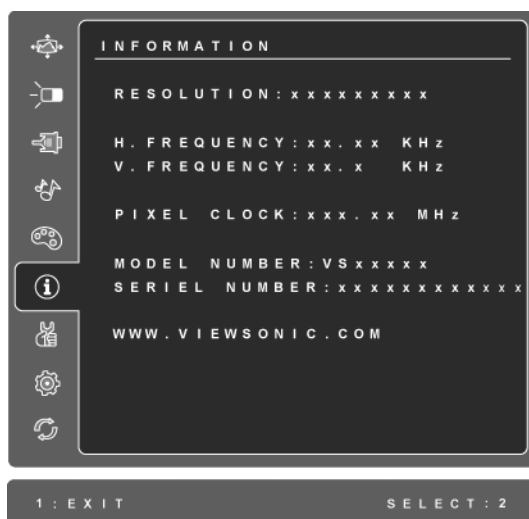 INFORMATION
RESOLUTION:xxxxxxxxx
H.FREQUENCY:xx.xx KHz
V.FREQUENCY:xx.x KHz
PIXEL CLOCK:xxx.xx MHz
MODEL NUMBER:VSxxxxx
SERIEL NUMBER:xxxxxxxxxxxx
WWW.VIEWSONIC.COM
1:EXIT SELECT:2